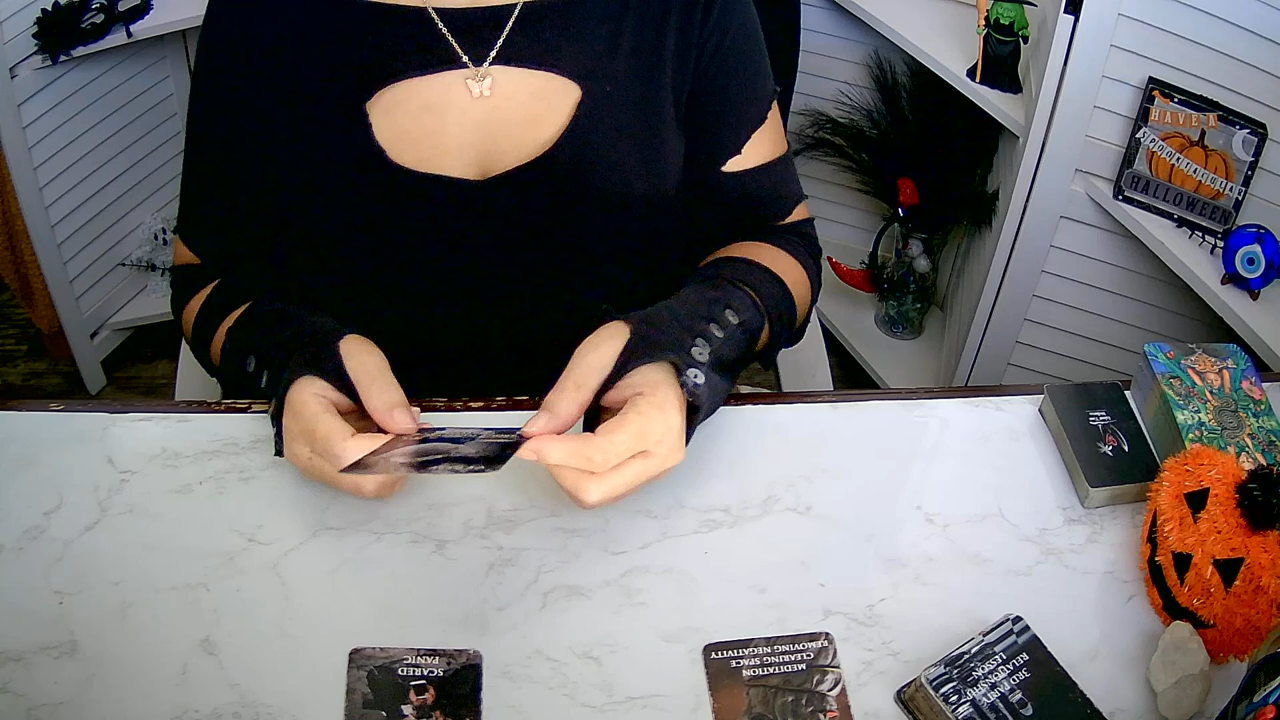 HAVE A
SPOOKTACULAR
HALLOWEEN
SCARED
PANIC
MEDITATION
CLEARING SPACE
REMOVING NEGATIVITY
3RD PARTY
RELATIONSHIP
LESSON